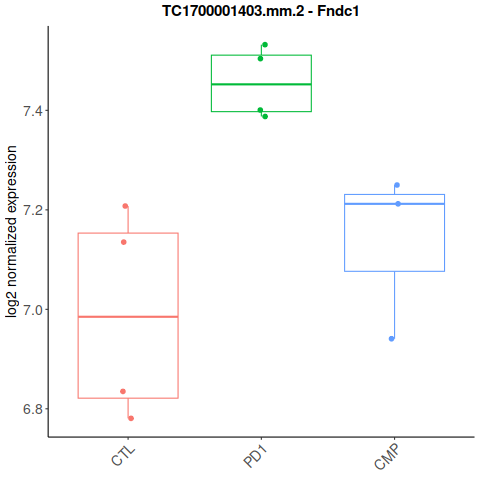 TC1700001403.mm.2 - Fndc1
log2 normalized expression
7.4
7.2
7.0
6.8
CTL
PD1
CMP